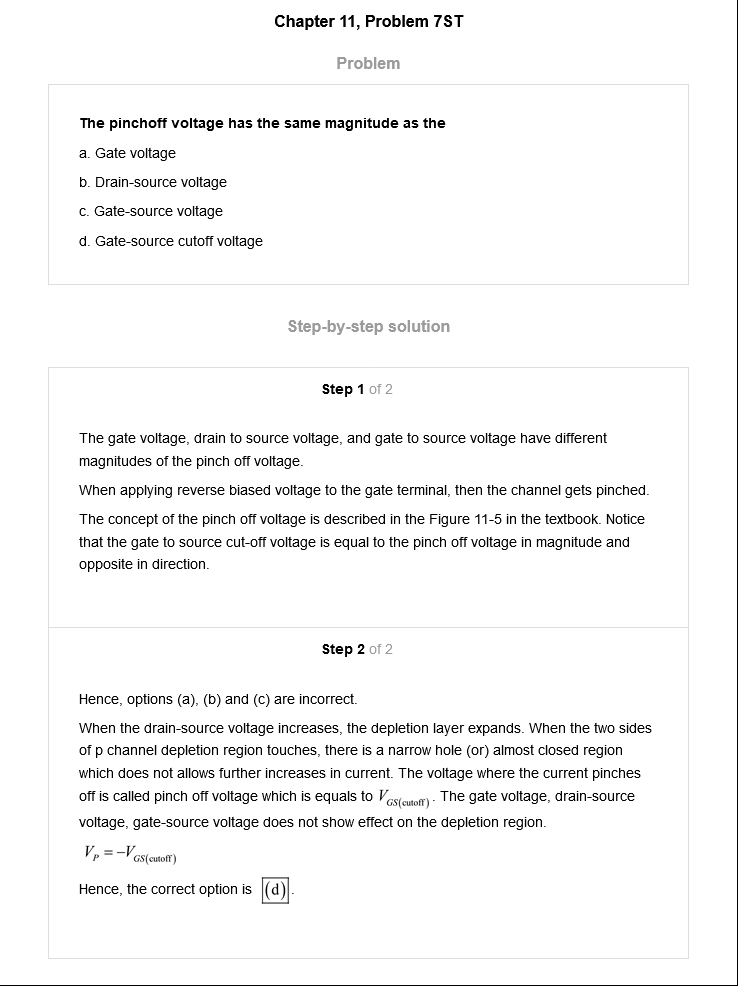 Chapter 11, Problem 7ST
Problem
The pinchoff voltage has the same magnitude as the
a. Gate voltage
b. Drain-source voltage
c. Gate-source voltage
d. Gate-source cutoff voltage
Step-by-step solution
Step 1 of 2
The gate voltage, drain to source voltage, and gate to source voltage have different
magnitudes of the pinch off voltage.
When applying reverse biased voltage to the gate terminal, then the channel gets pinched.
The concept of the pinch off voltage is described in the Figure 11-5 in the textbook. Notice
that the gate to source cut-off voltage is equal to the pinch off voltage in magnitude and
opposite in direction.
Step 2 of 2
Hence, options (a), (b) and (c) are incorrect.
When the drain-source voltage increases, the depletion layer expands. When the two sides
of p channel depletion region touches, there is a narrow hole (or) almost closed region
which does not allows further increases in current. The voltage where the current pinches
off is called pinch off voltage which is equals to V_GS(cutoff). The gate voltage, drain-source
voltage, gate-source voltage does not show effect on the depletion region.
V_P = −V_GS(cutoff)
Hence, the correct option is (d).